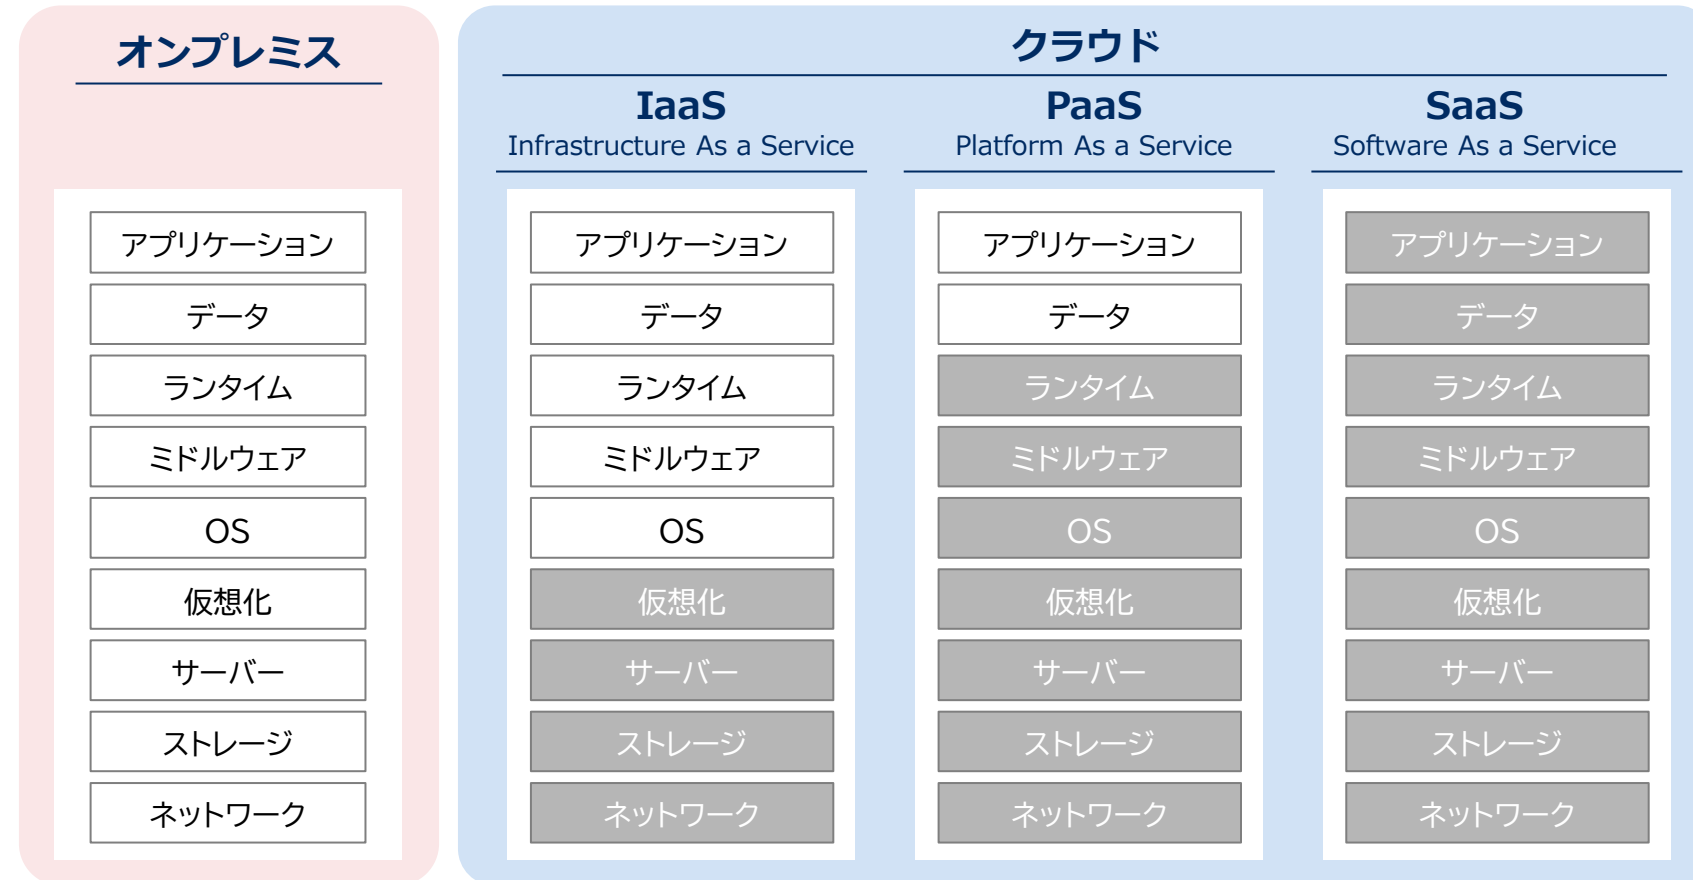 オンプレミス
アプリケーション
データ
ランタイム
ミドルウェア
OS
仮想化
サーバー
ストレージ
ネットワーク
クラウド
IaaS
Infrastructure As a Service
アプリケーション
データ
ランタイム
ミドルウェア
OS
仮想化
サーバー
ストレージ
ネットワーク
PaaS
Platform As a Service
アプリケーション
データ
ランタイム
ミドルウェア
OS
仮想化
サーバー
ストレージ
ネットワーク
SaaS
Software As a Service
アプリケーション
データ
ランタイム
ミドルウェア
OS
仮想化
サーバー
ストレージ
ネットワーク